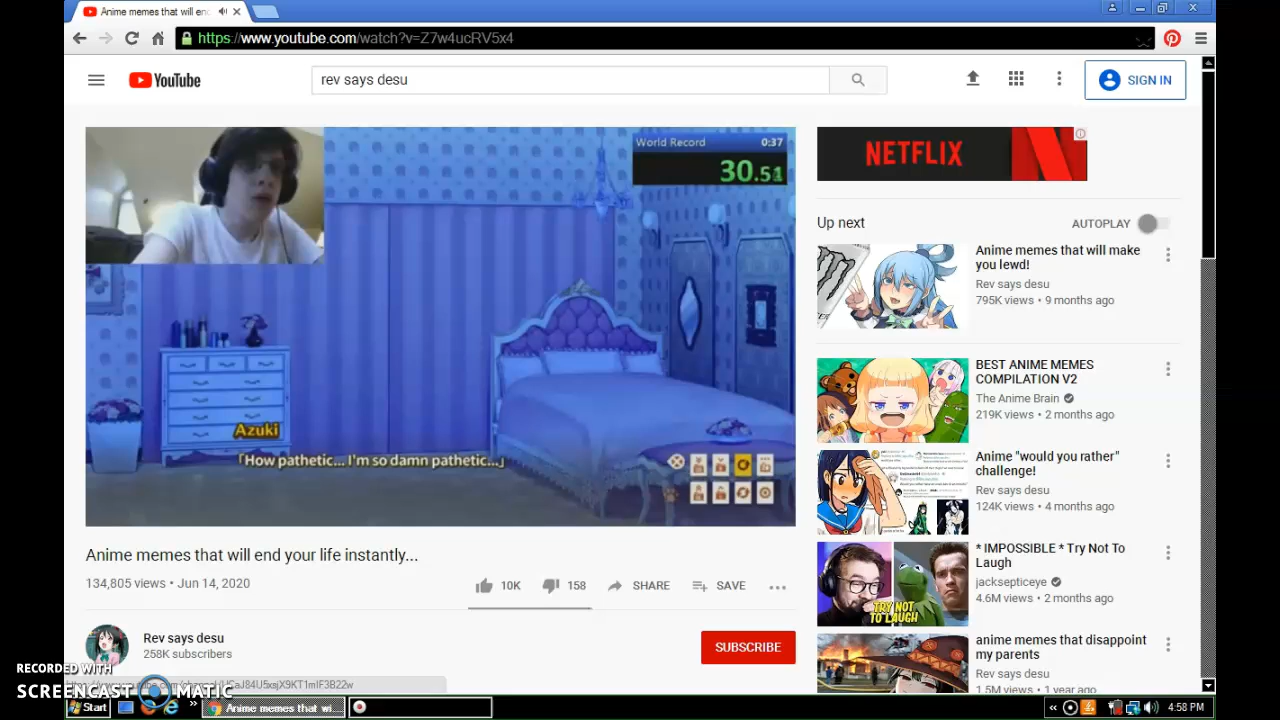 Anime memes that will end
https://www.youtube.com/watch?v=Z7w4ucRV5x4
YouTube
rev says desu
SIGN IN
World Record 0:37
30.51
Azuki
「How pathetic... I'm so damn pathetic...」
NETFLIX
Up next
AUTOPLAY
Anime memes that will make
you lewd!
Rev says desu
795K views • 9 months ago
BEST ANIME MEMES
COMPILATION V2
The Anime Brain
219K views • 2 months ago
Anime "would you rather"
challenge!
Rev says desu
124K views • 4 months ago
* IMPOSSIBLE * Try Not To
Laugh
jacksepticeye
4.6M views • 2 months ago
TRY NOT
TO LAUGH
anime memes that disappoint
my parents
Rev says desu
1.5M views • 1 year ago
Anime memes that will end your life instantly...
134,805 views • Jun 14, 2020
10K
158
SHARE
SAVE
Rev says desu
258K subscribers
SUBSCRIBE
RECORDED WITH
SCREENCAST MATIC
Start
Anime memes that wi...
4:58 PM